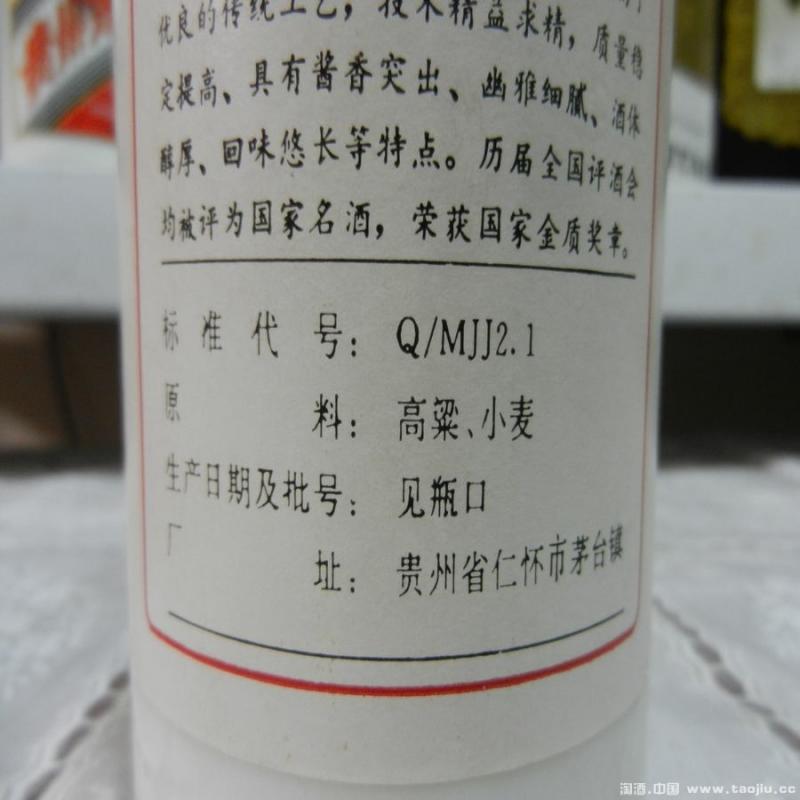 优良的传统工艺，技术精益求精，质量稳
定提高、具有酱香突出、幽雅细腻、酒体
醇厚、回味悠长等特点。历届全国评酒会
均被评为国家名酒，荣获国家金质奖章。
标准代号：Q/MJJ2.1
原料：高粱、小麦
生产日期及批号：见瓶口
厂址：贵州省仁怀市茅台镇
淘酒.中国 www.taojiu.cc